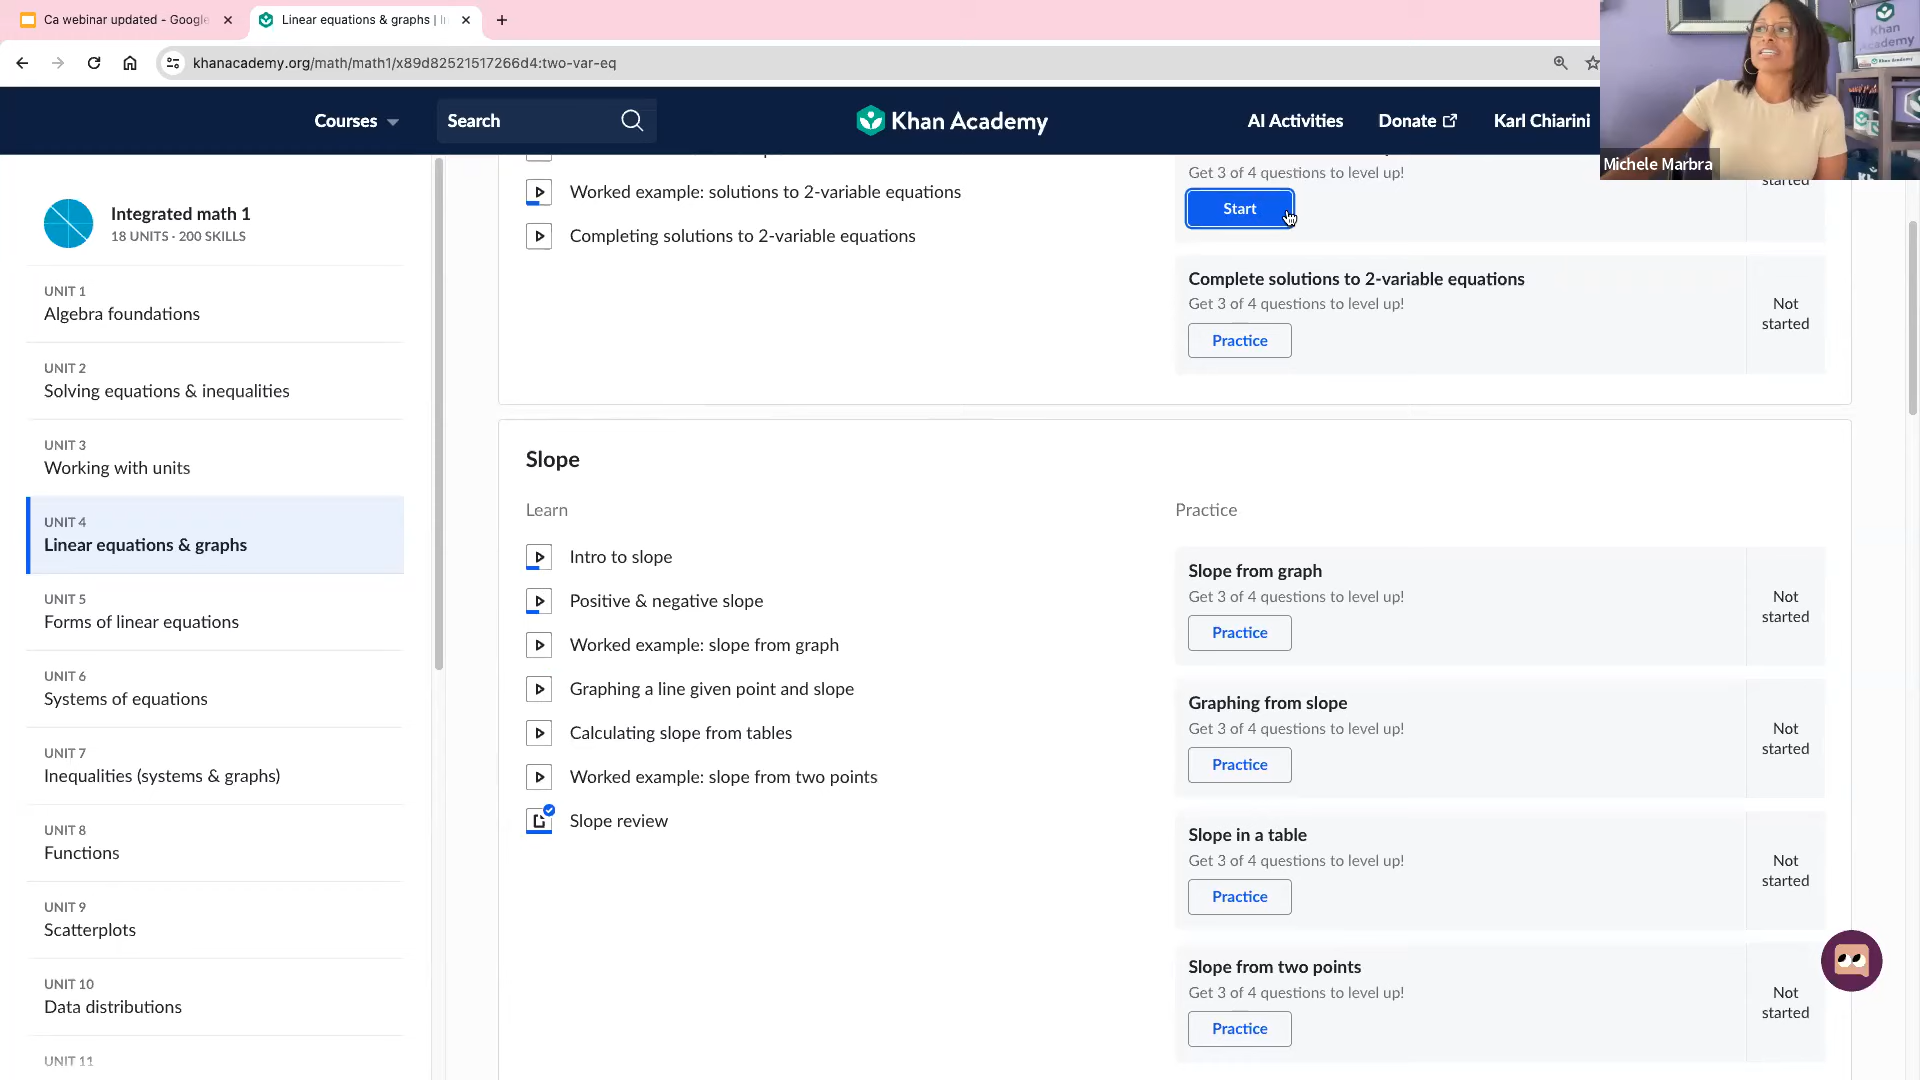 Ca webinar updated - Google
Linear equations & graphs |
khanacademy.org/math/math1/x89d82521517266d4:two-var-eq
Courses
Search
Khan Academy
AI Activities
Donate
Karl Chiarini
Khan
Academy
Michele Marbra
Integrated math 1
18 UNITS · 200 SKILLS
UNIT 1
Algebra foundations
UNIT 2
Solving equations & inequalities
UNIT 3
Working with units
UNIT 4
Linear equations & graphs
UNIT 5
Forms of linear equations
UNIT 6
Systems of equations
UNIT 7
Inequalities (systems & graphs)
UNIT 8
Functions
UNIT 9
Scatterplots
UNIT 10
Data distributions
UNIT 11
Worked example: solutions to 2-variable equations
Completing solutions to 2-variable equations
Get 3 of 4 questions to level up!
started
Start
Complete solutions to 2-variable equations
Get 3 of 4 questions to level up!
Practice
Not
started
Slope
Learn
Intro to slope
Positive & negative slope
Worked example: slope from graph
Graphing a line given point and slope
Calculating slope from tables
Worked example: slope from two points
Slope review
Practice
Slope from graph
Get 3 of 4 questions to level up!
Practice
Not
started
Graphing from slope
Get 3 of 4 questions to level up!
Practice
Not
started
Slope in a table
Get 3 of 4 questions to level up!
Practice
Not
started
Slope from two points
Get 3 of 4 questions to level up!
Practice
Not
started